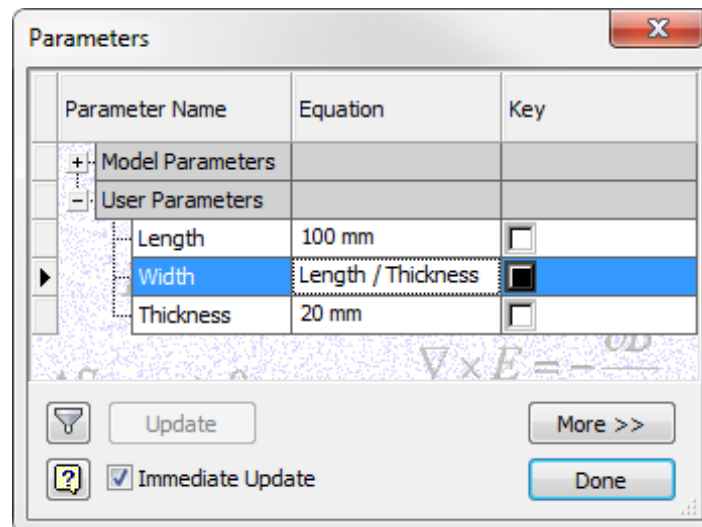 Parameters
Parameter Name Equation Key
Model Parameters
User Parameters
Length 100 mm
Width Length / Thickness
Thickness 20 mm
∇×E = −
Update More >>
Immediate Update Done